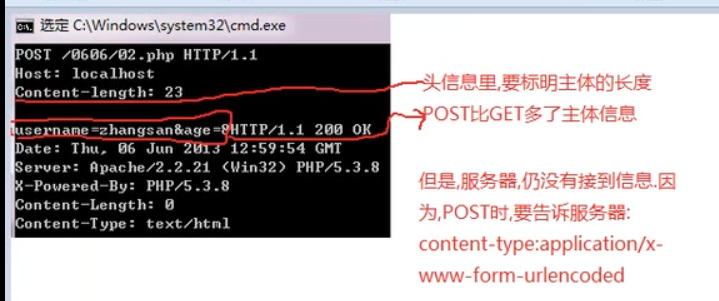 选定 C:\Windows\system32\cmd.exe
POST /0606/02.php HTTP/1.1
Host: localhost
Content-length: 23
username=zhangsan&age=8HTTP/1.1 200 OK
Date: Thu, 06 Jun 2013 12:59:54 GMT
Server: Apache/2.2.21 (Win32) PHP/5.3.8
X-Powered-By: PHP/5.3.8
Content-Length: 0
Content-Type: text/html
头信息里,要标明主体的长度
POST比GET多了主体信息
但是,服务器,仍没有接到信息.因
为,POST时,要告诉服务器:
content-type:application/x-
www-form-urlencoded